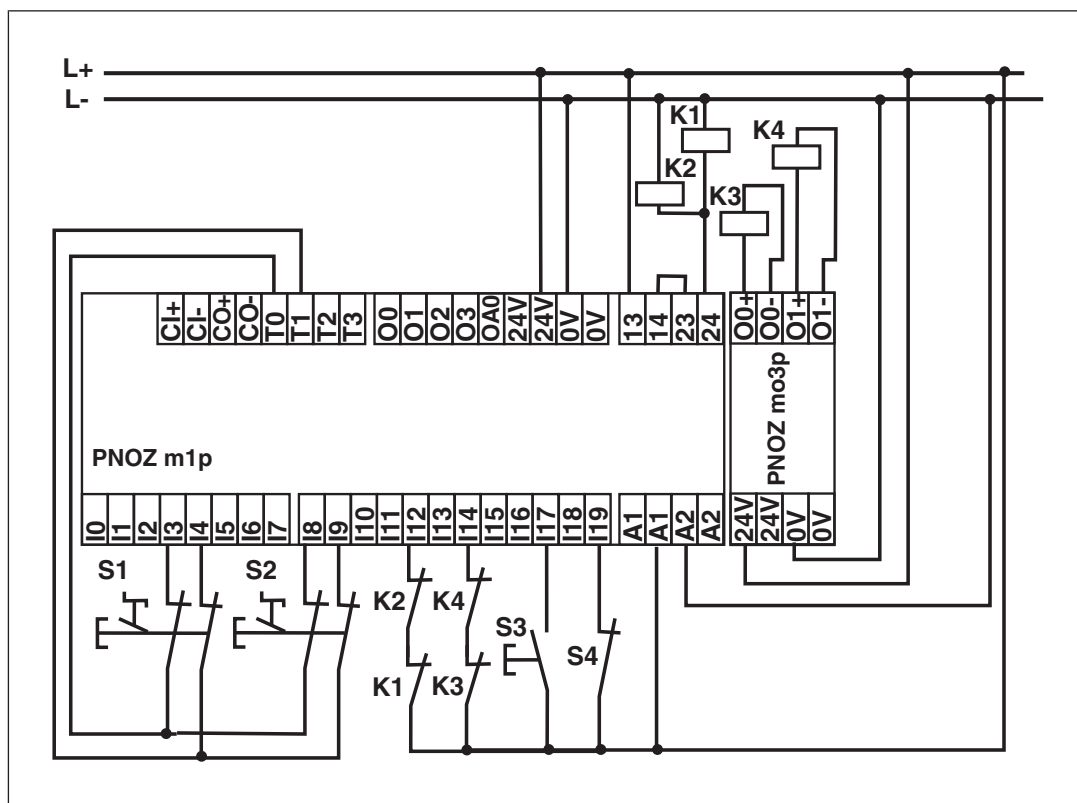 L+
L-
K1
K4
K2
K3
CI+ CI- CO+ CO- T0 T1 T2 T3 O0 O1 O2 O3 OA0 24V 24V 0V 0V 13 14 23 24 O0+ O0- O1+ O1-
PNOZ m1p
PNOZ mo3p
I0 I1 I2 I3 I4 I5 I6 I7 I8 I9 I10 I11 I12 I13 I14 I15 I16 I17 I18 I19 A1 A1 A2 A2 24V 24V 0V 0V
S1
S2
K2
K4
S3
S4
K1
K3